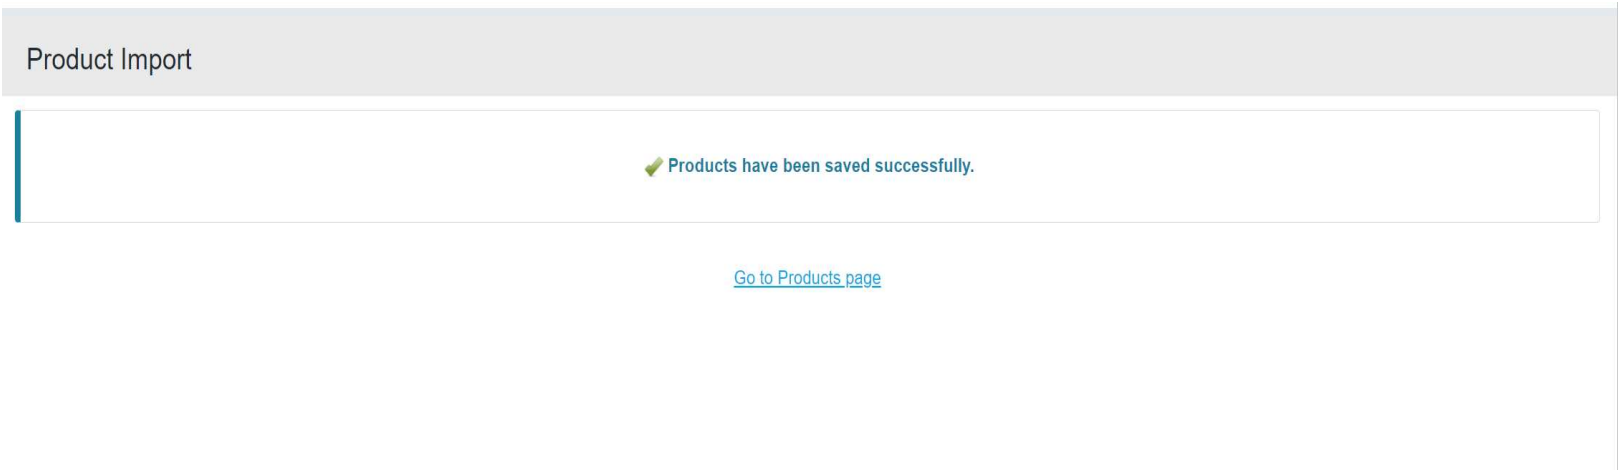 Product Import
Products have been saved successfully.
Go to Products page